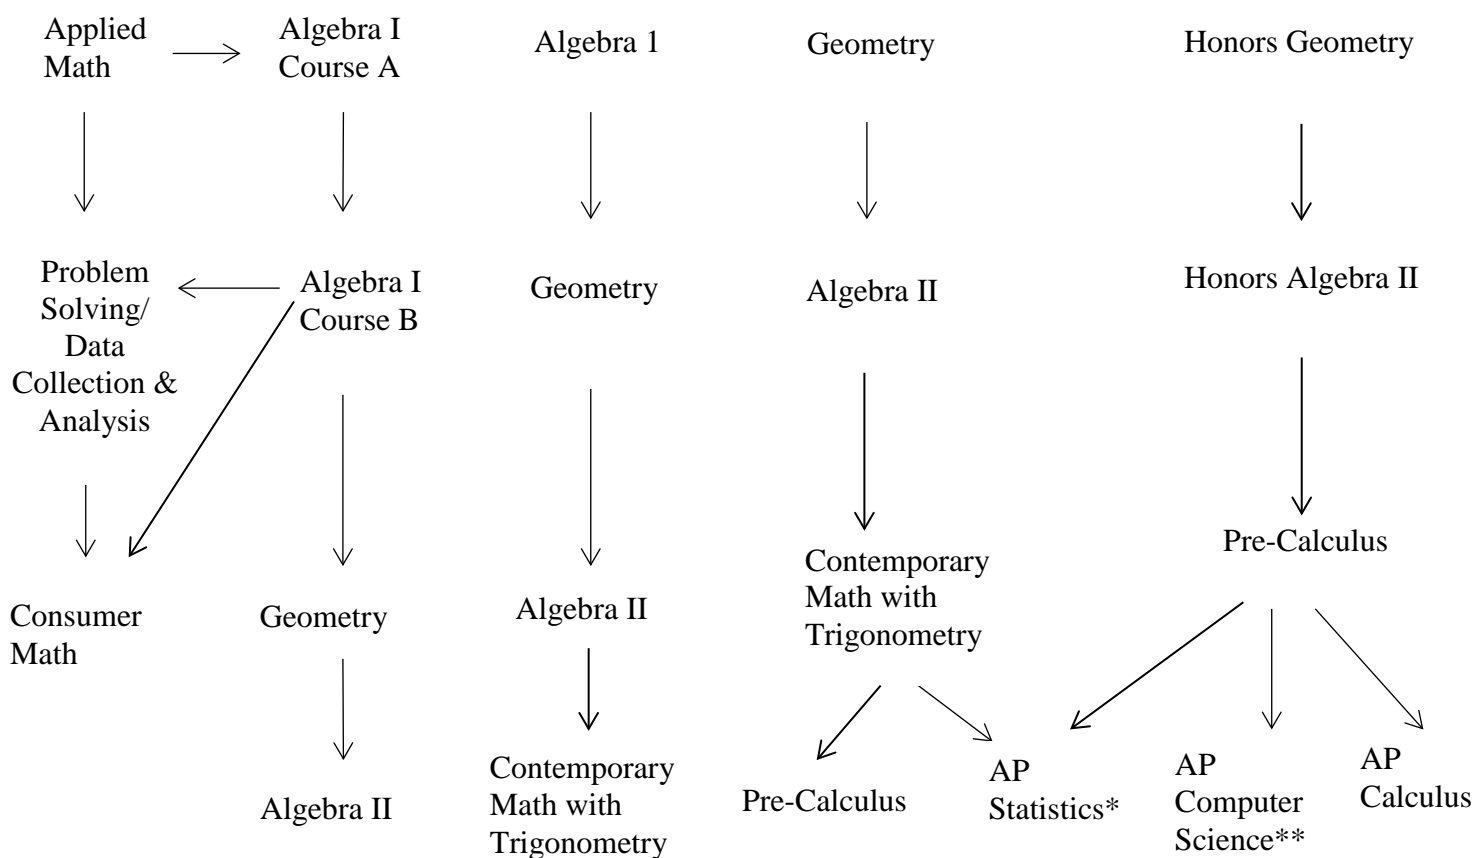 Applied
Math
Algebra I
Course A
Algebra 1
Geometry
Honors Geometry
Problem
Solving/
Data
Collection &
Analysis
Algebra I
Course B
Geometry
Algebra II
Honors Algebra II
Consumer
Math
Geometry
Algebra II
Contemporary
Math with
Trigonometry
Pre-Calculus
Algebra II
Contemporary
Math with
Trigonometry
Pre-Calculus
AP
Statistics*
AP
Computer
Science**
AP
Calculus